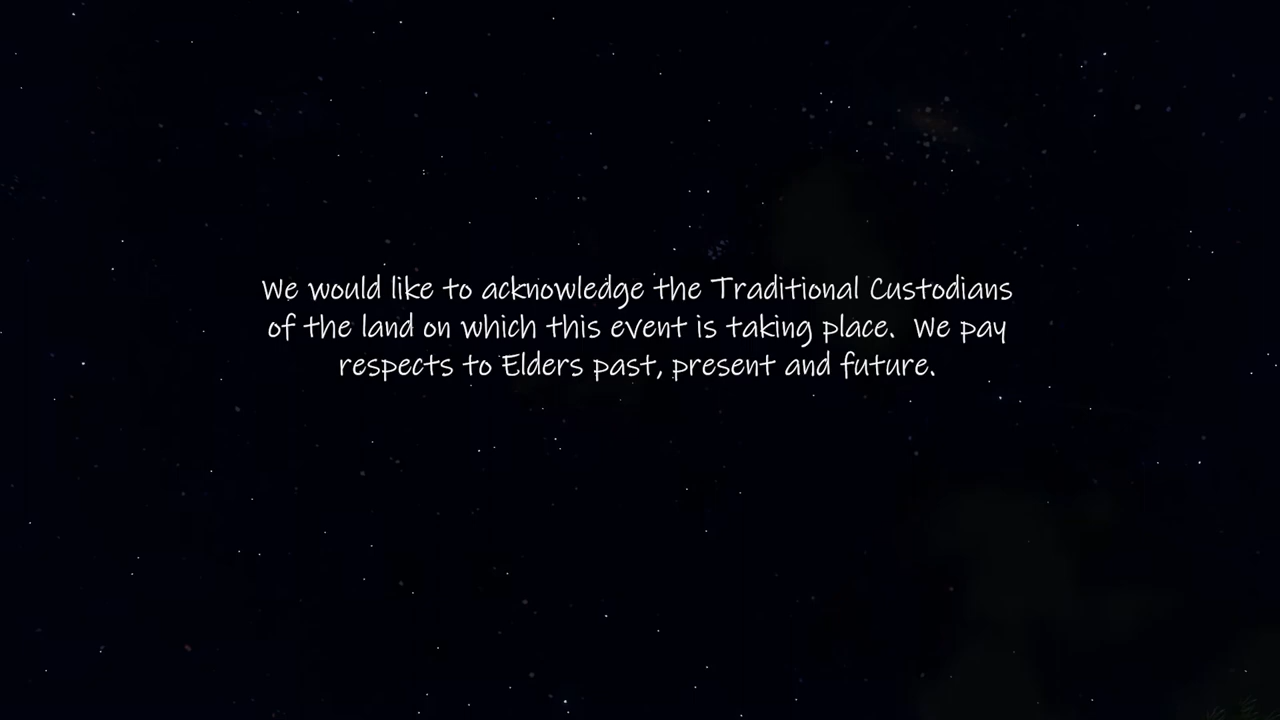 We would like to acknowledge the Traditional Custodians
of the land on which this event is taking place.  We pay
respects to Elders past, present and future.